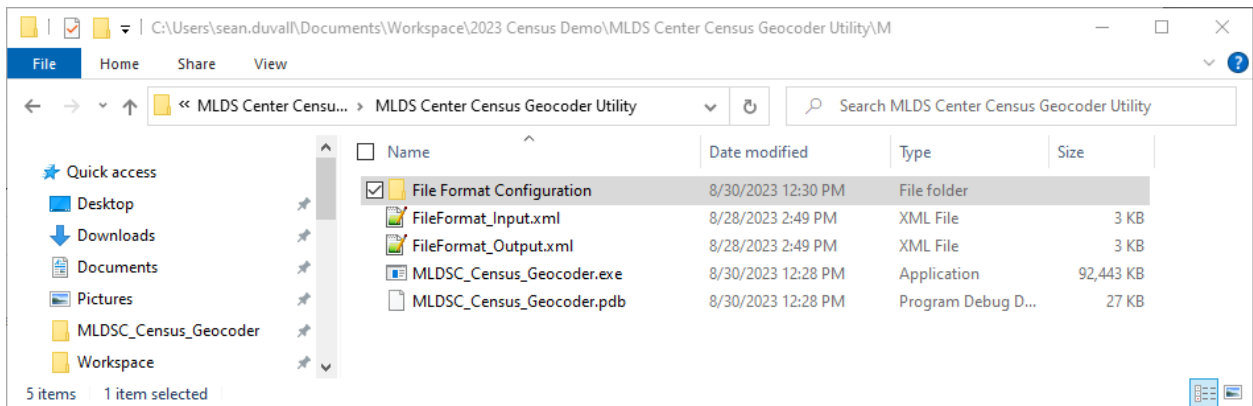 C:\Users\sean.duvall\Documents\Workspace\2023 Census Demo\MLDS Center Census Geocoder Utility\M
File Home Share View
« MLDS Center Censu... > MLDS Center Census Geocoder Utility Search MLDS Center Census Geocoder Utility
Name Date modified Type Size
Quick access
File Format Configuration 8/30/2023 12:30 PM File folder
Desktop
FileFormat_Input.xml 8/28/2023 2:49 PM XML File 3 KB
Downloads
FileFormat_Output.xml 8/28/2023 2:49 PM XML File 3 KB
Documents
MLDSC_Census_Geocoder.exe 8/30/2023 12:28 PM Application 92,443 KB
Pictures
MLDSC_Census_Geocoder.pdb 8/30/2023 12:28 PM Program Debug D... 27 KB
MLDSC_Census_Geocoder
Workspace
5 items 1 item selected